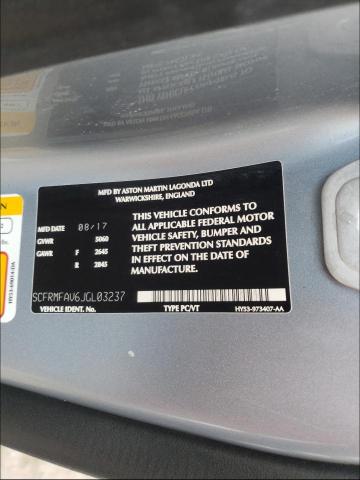 MFD BY ASTON MARTIN LAGONDA LTD
WARWICKSHIRE, ENGLAND
MFD DATE 08/17
GVWR 5060
GAWR F 2645
R 2845
THIS VEHICLE CONFORMS TO
ALL APPLICABLE FEDERAL MOTOR
VEHICLE SAFETY, BUMPER AND
THEFT PREVENTION STANDARDS
IN EFFECT ON THE DATE OF
MANUFACTURE.
SCFRMFAV6JGL03237
VEHICLE IDENT. No. TYPE PC/VT HY53-973407-AA